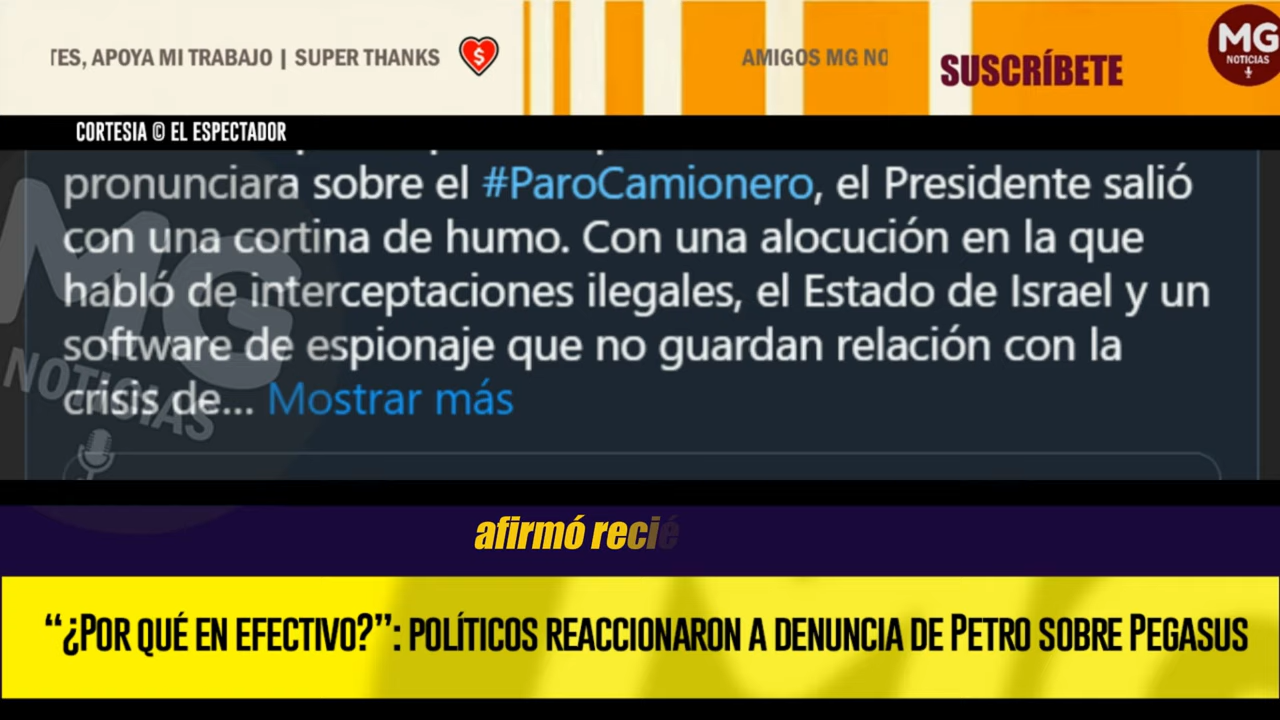 APOYA MI TRABAJO | SUPER THANKS
AMIGOS MG
SUSCRÍBETE
MG
NOTICIAS
CORTESIA © EL ESPECTADOR
pronunciara sobre el #ParoCamionero, el Presidente salió
con una cortina de humo. Con una alocución en la que
habló de interceptaciones ilegales, el Estado de Israel y un
software de espionaje que no guardan relación con la
crisis de... Mostrar más
MG
NOTICIAS
afirmó recié
“¿POR QUÉ EN EFECTIVO?”: POLÍTICOS REACCIONARON A DENUNCIA DE PETRO SOBRE PEGASUS